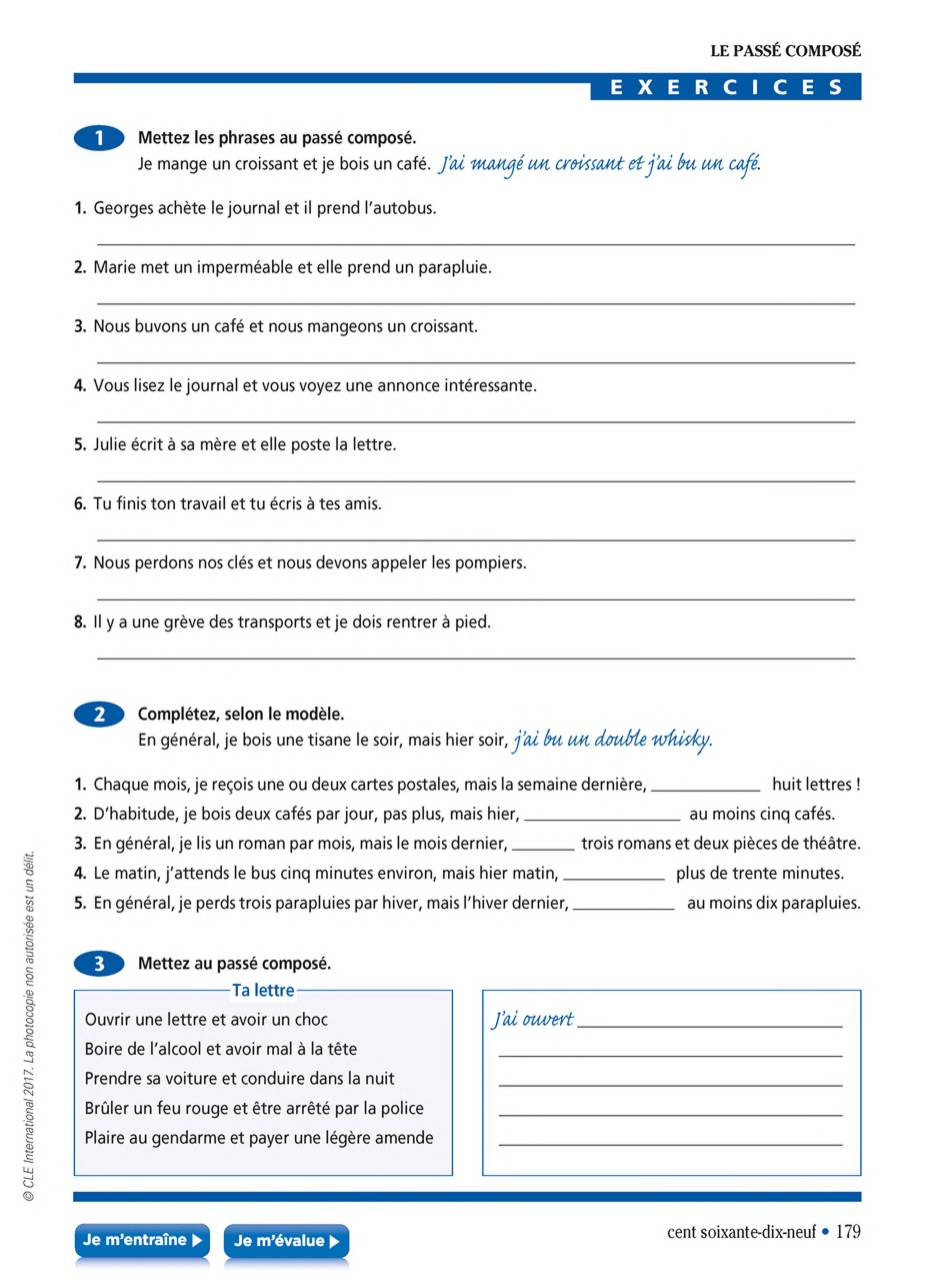 LE PASSÉ COMPOSÉ
EXERCICES
1 Mettez les phrases au passé composé.
Je mange un croissant et je bois un café. J'ai mangé un croissant et j'ai bu un café.
1. Georges achète le journal et il prend l'autobus.
2. Marie met un imperméable et elle prend un parapluie.
3. Nous buvons un café et nous mangeons un croissant.
4. Vous lisez le journal et vous voyez une annonce intéressante.
5. Julie écrit à sa mère et elle poste la lettre.
6. Tu finis ton travail et tu écris à tes amis.
7. Nous perdons nos clés et nous devons appeler les pompiers.
8. Il y a une grève des transports et je dois rentrer à pied.
2 Complétez, selon le modèle.
En général, je bois une tisane le soir, mais hier soir, j'ai bu un double whisky.
1. Chaque mois, je reçois une ou deux cartes postales, mais la semaine dernière, ____________ huit lettres !
2. D'habitude, je bois deux cafés par jour, pas plus, mais hier, _________________ au moins cinq cafés.
3. En général, je lis un roman par mois, mais le mois dernier, _______ trois romans et deux pièces de théâtre.
4. Le matin, j'attends le bus cinq minutes environ, mais hier matin, ___________ plus de trente minutes.
5. En général, je perds trois parapluies par hiver, mais l'hiver dernier, ___________ au moins dix parapluies.
3 Mettez au passé composé.
Ta lettre
Ouvrir une lettre et avoir un choc
Boire de l'alcool et avoir mal à la tête
Prendre sa voiture et conduire dans la nuit
Brûler un feu rouge et être arrêté par la police
Plaire au gendarme et payer une légère amende
J'ai ouvert
© CLE International 2017. La photocopie non autorisée est un délit.
Je m'entraîne
Je m'évalue
cent soixante-dix-neuf • 179